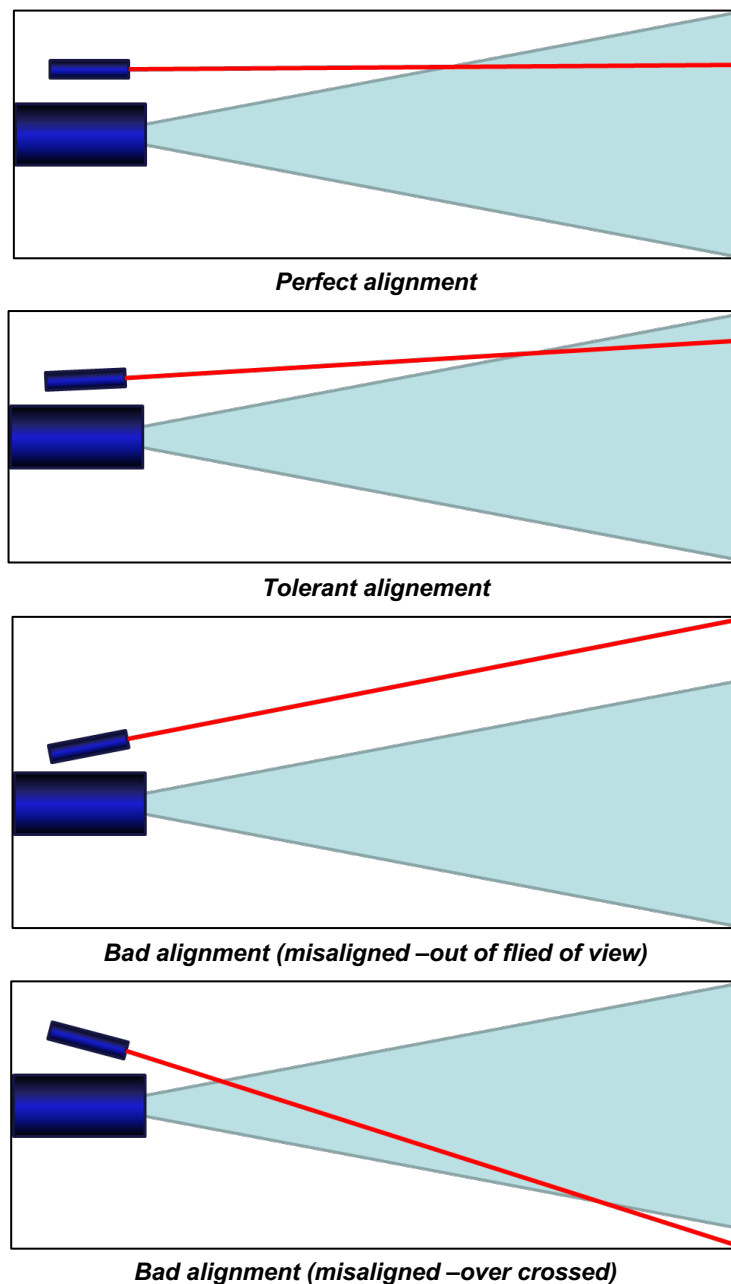 Perfect alignment
Tolerant alignement
Bad alignment (misaligned –out of flied of view)
Bad alignment (misaligned –over crossed)